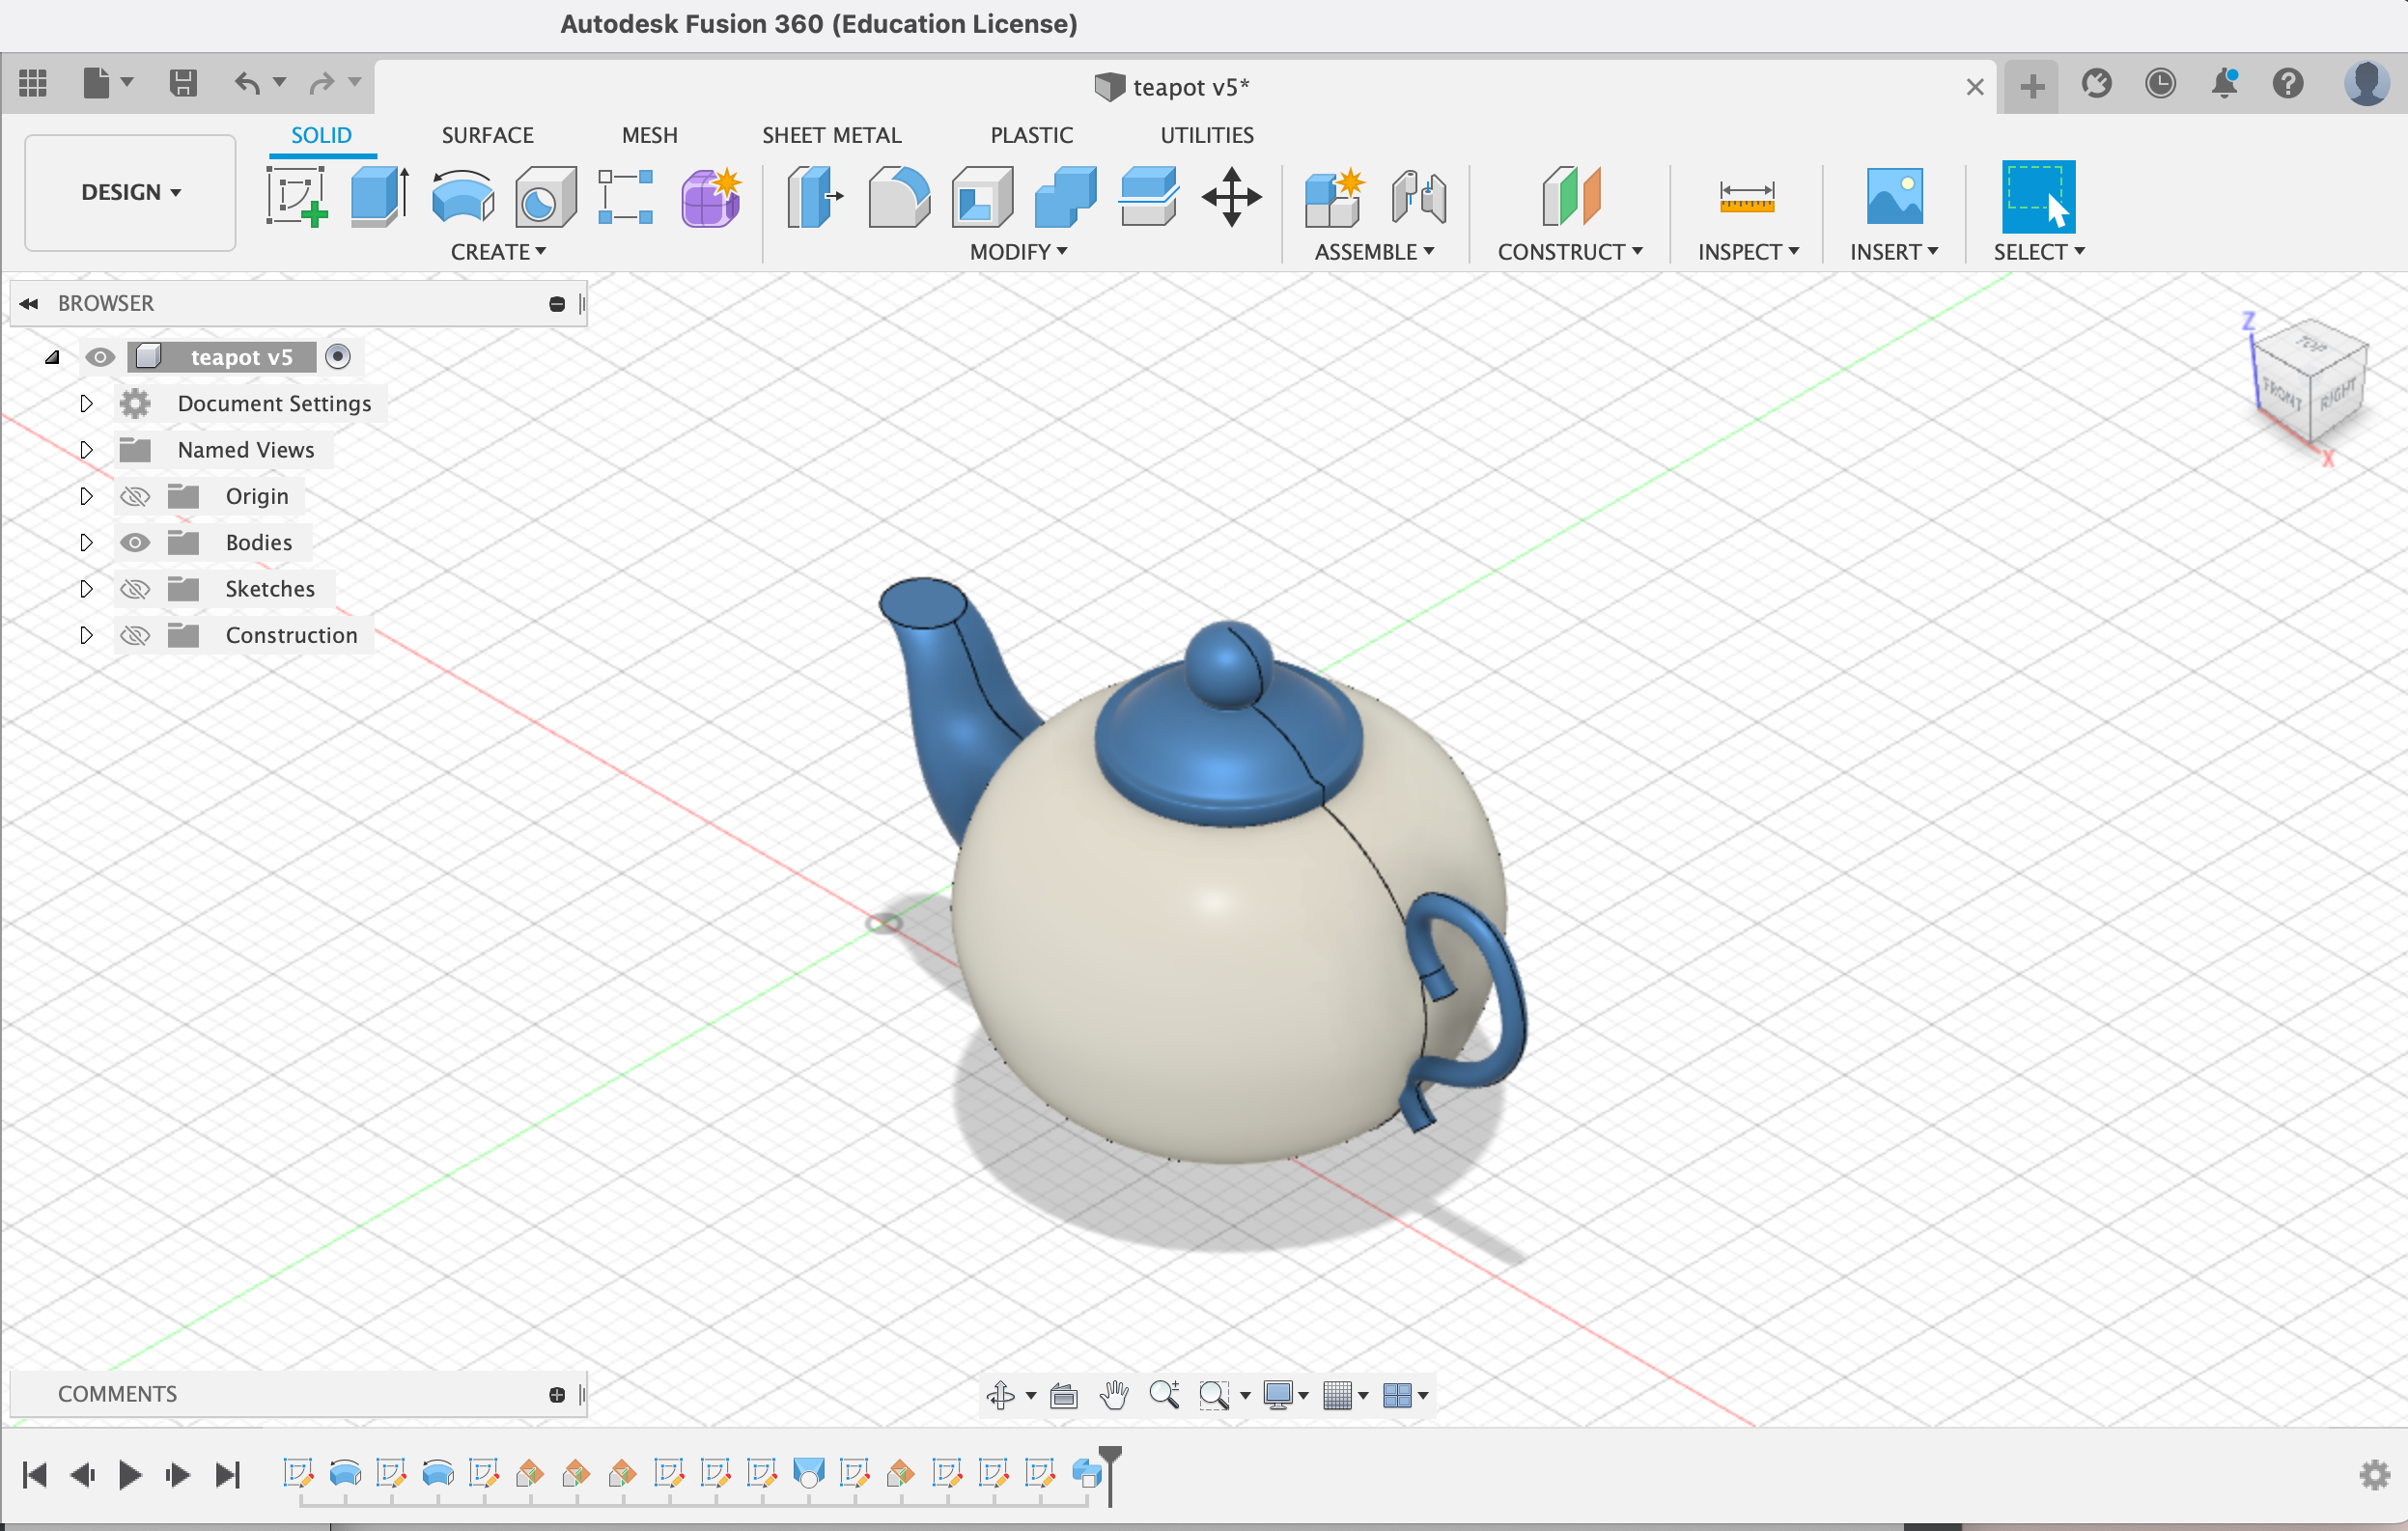 Autodesk Fusion 360 (Education License)
teapot v5*
DESIGN
SOLID SURFACE MESH SHEET METAL PLASTIC UTILITIES
CREATE MODIFY ASSEMBLE CONSTRUCT INSPECT INSERT SELECT
BROWSER
teapot v5
Document Settings
Named Views
Origin
Bodies
Sketches
Construction
Z
TOP
FRONT RIGHT
X
COMMENTS